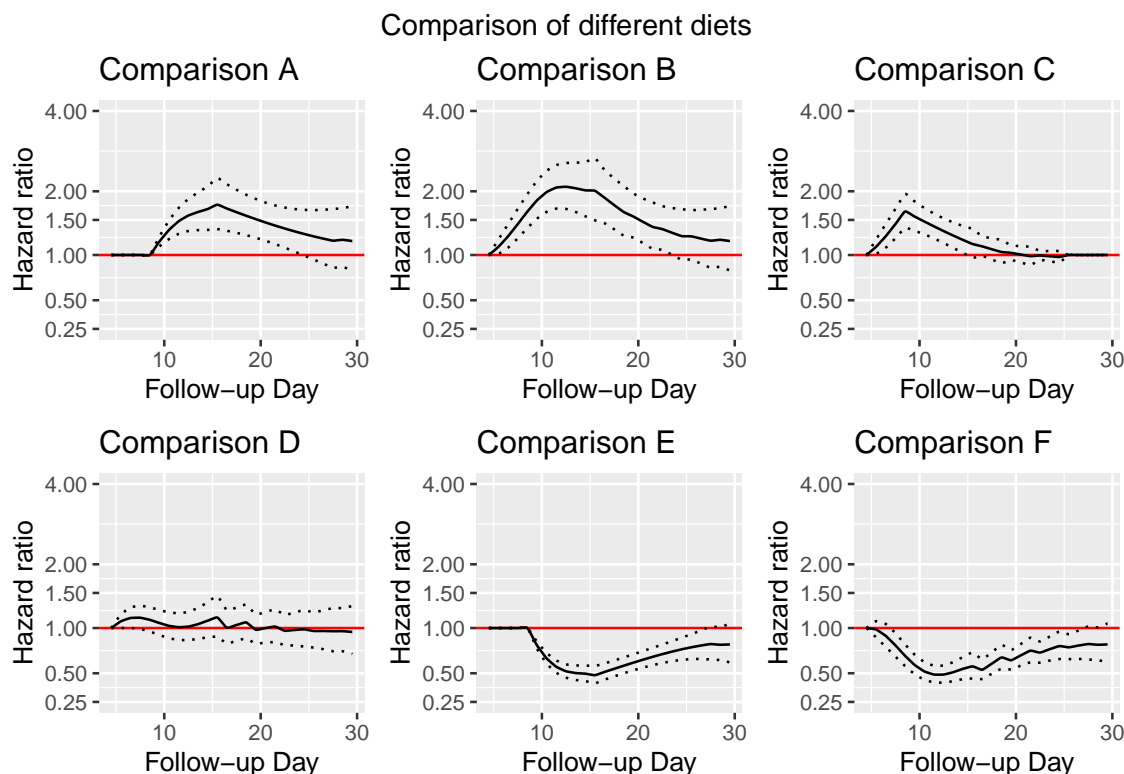 Comparison of different diets
Comparison A
Comparison B
Comparison C
Hazard ratio
4.00
2.00
1.50
1.00
0.50
0.25
10
20
30
Follow−up Day
Hazard ratio
4.00
2.00
1.50
1.00
0.50
0.25
10
20
30
Follow−up Day
Hazard ratio
4.00
2.00
1.50
1.00
0.50
0.25
10
20
30
Follow−up Day
Comparison D
Comparison E
Comparison F
Hazard ratio
4.00
2.00
1.50
1.00
0.50
0.25
10
20
30
Follow−up Day
Hazard ratio
4.00
2.00
1.50
1.00
0.50
0.25
10
20
30
Follow−up Day
Hazard ratio
4.00
2.00
1.50
1.00
0.50
0.25
10
20
30
Follow−up Day